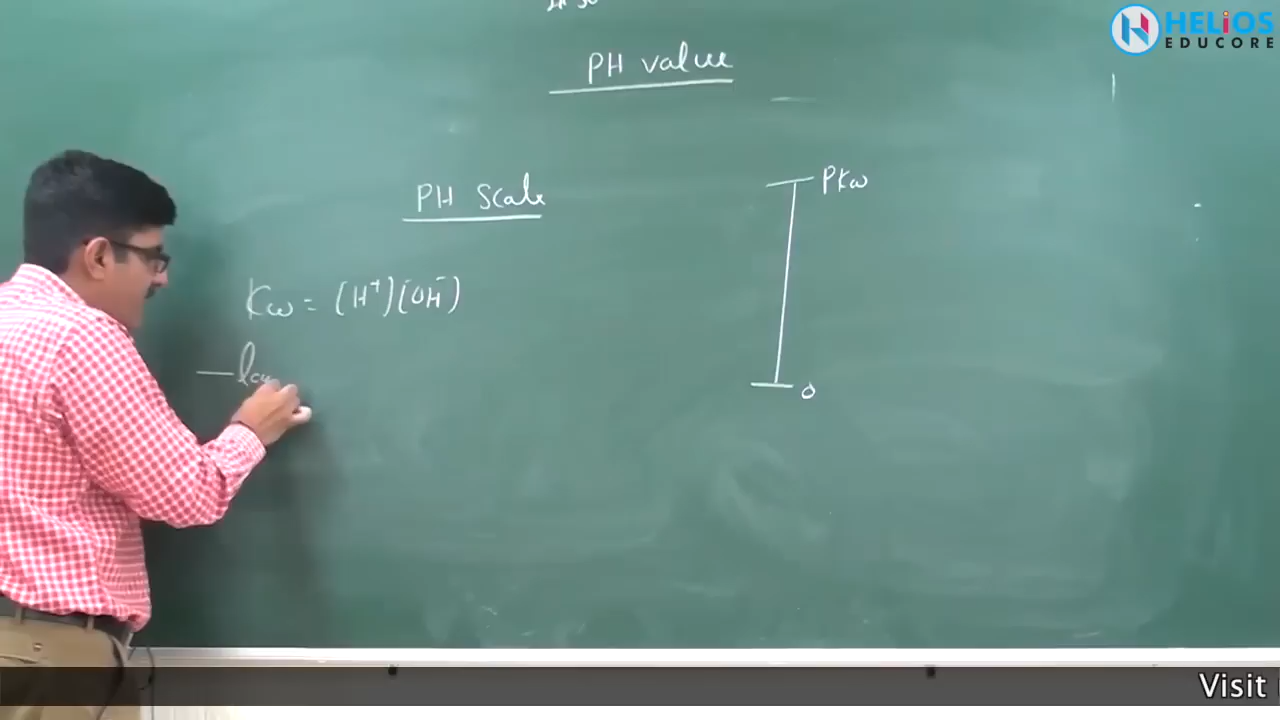 HELiOS
EDUCORE
PH value
PH Scale
PKw
Kw = (H⁺)(OH⁻)
0
Visit